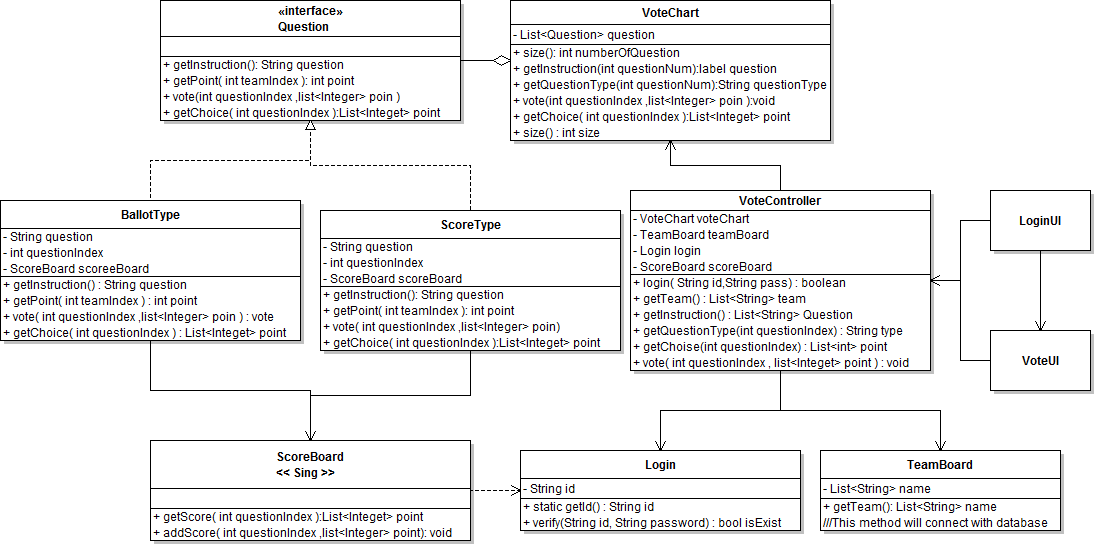 «interface»
Question
+ getInstruction(): String question
+ getPoint( int teamIndex ): int point
+ vote(int questionIndex ,list<Integer> poin )
+ getChoice( int questionIndex ):List<Integet> point
VoteChart
- List<Question> question
+ size(): int numberOfQuestion
+ getInstruction(int questionNum):label question
+ getQuestionType(int questionNum):String questionType
+ vote(int questionIndex ,list<Integer> poin ):void
+ getChoice( int questionIndex ):List<Integet> point
+ size() : int size
BallotType
- String question
- int questionIndex
- ScoreBoard scoreeBoard
+ getInstruction() : String question
+ getPoint( int teamIndex ) : int point
+ vote( int questionIndex ,list<Integer> poin ) : vote
+ getChoice( int questionIndex ) : List<Integet> point
ScoreType
- String question
- int questionIndex
- ScoreBoard scoreBoard
+ getInstruction(): String question
+ getPoint( int teamIndex ): int point
+ vote( int questionIndex ,list<Integer> poin)
+ getChoice( int questionIndex ):List<Integet> point
VoteController
- VoteChart voteChart
- TeamBoard teamBoard
- Login login
- ScoreBoard scoreBoard
+ login( String id,String pass) : boolean
+ getTeam() : List<String> team
+ getInstruction() : List<String> Question
+ getQuestionType(int questionIndex) : String type
+ getChoise(int questionIndex) : List<int> point
+ vote( int questionIndex , list<Integet> point ) : void
LoginUI
VoteUI
ScoreBoard
<< Sing >>
+ getScore( int questionIndex ):List<Integet> point
+ addScore( int questionIndex ,list<Integer> point): void
Login
- String id
+ static getId() : String id
+ verify(String id, String password) : bool isExist
TeamBoard
- List<String> name
+ getTeam(): List<String> name
///This method will connect with database